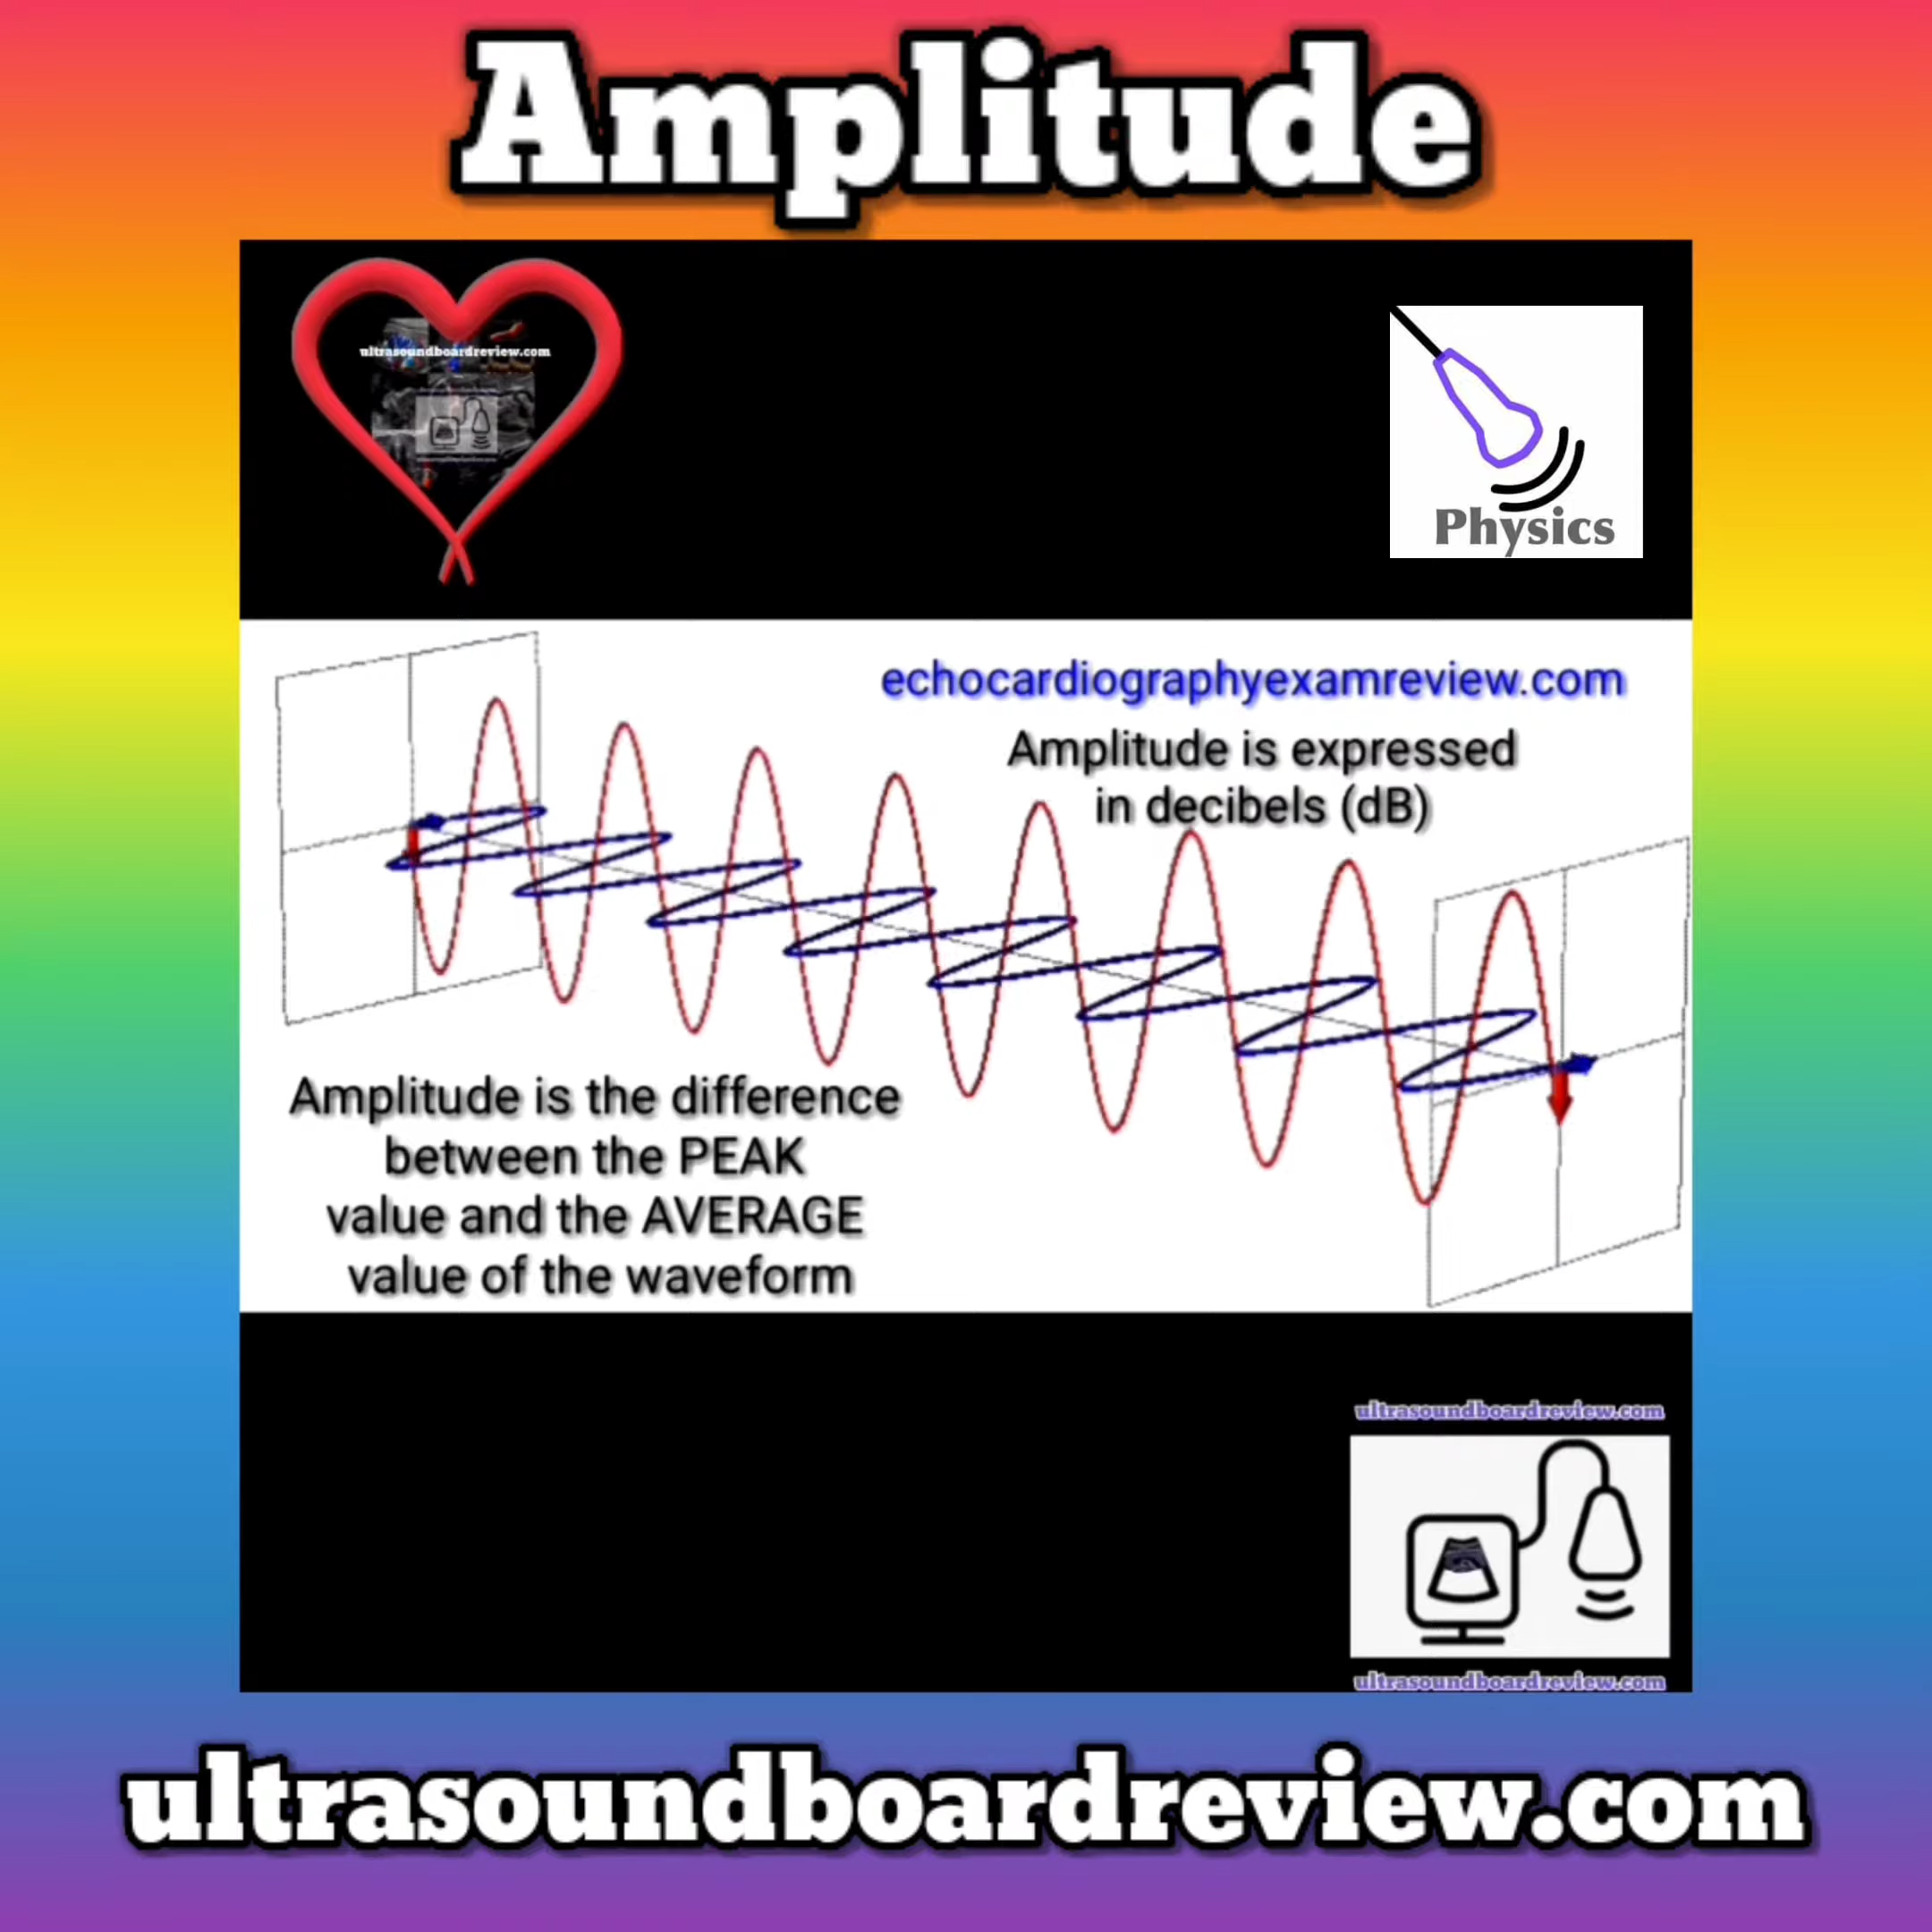 Amplitude
ultrasoundboardreview.com
Physics
echocardiographyexamreview.com
Amplitude is expressed
in decibels (dB)
Amplitude is the difference
between the PEAK
value and the AVERAGE
value of the waveform
ultrasoundboardreview.com
ultrasoundboardreview.com
ultrasoundboardreview.com